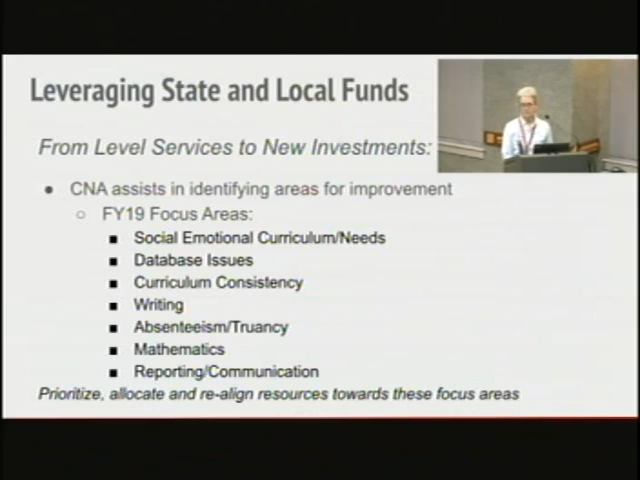 Leveraging State and Local Funds
From Level Services to New Investments:
CNA assists in identifying areas for improvement
FY19 Focus Areas:
Social Emotional Curriculum/Needs
Database Issues
Curriculum Consistency
Writing
Absenteeism/Truancy
Mathematics
Reporting/Communication
Prioritize, allocate and re-align resources towards these focus areas